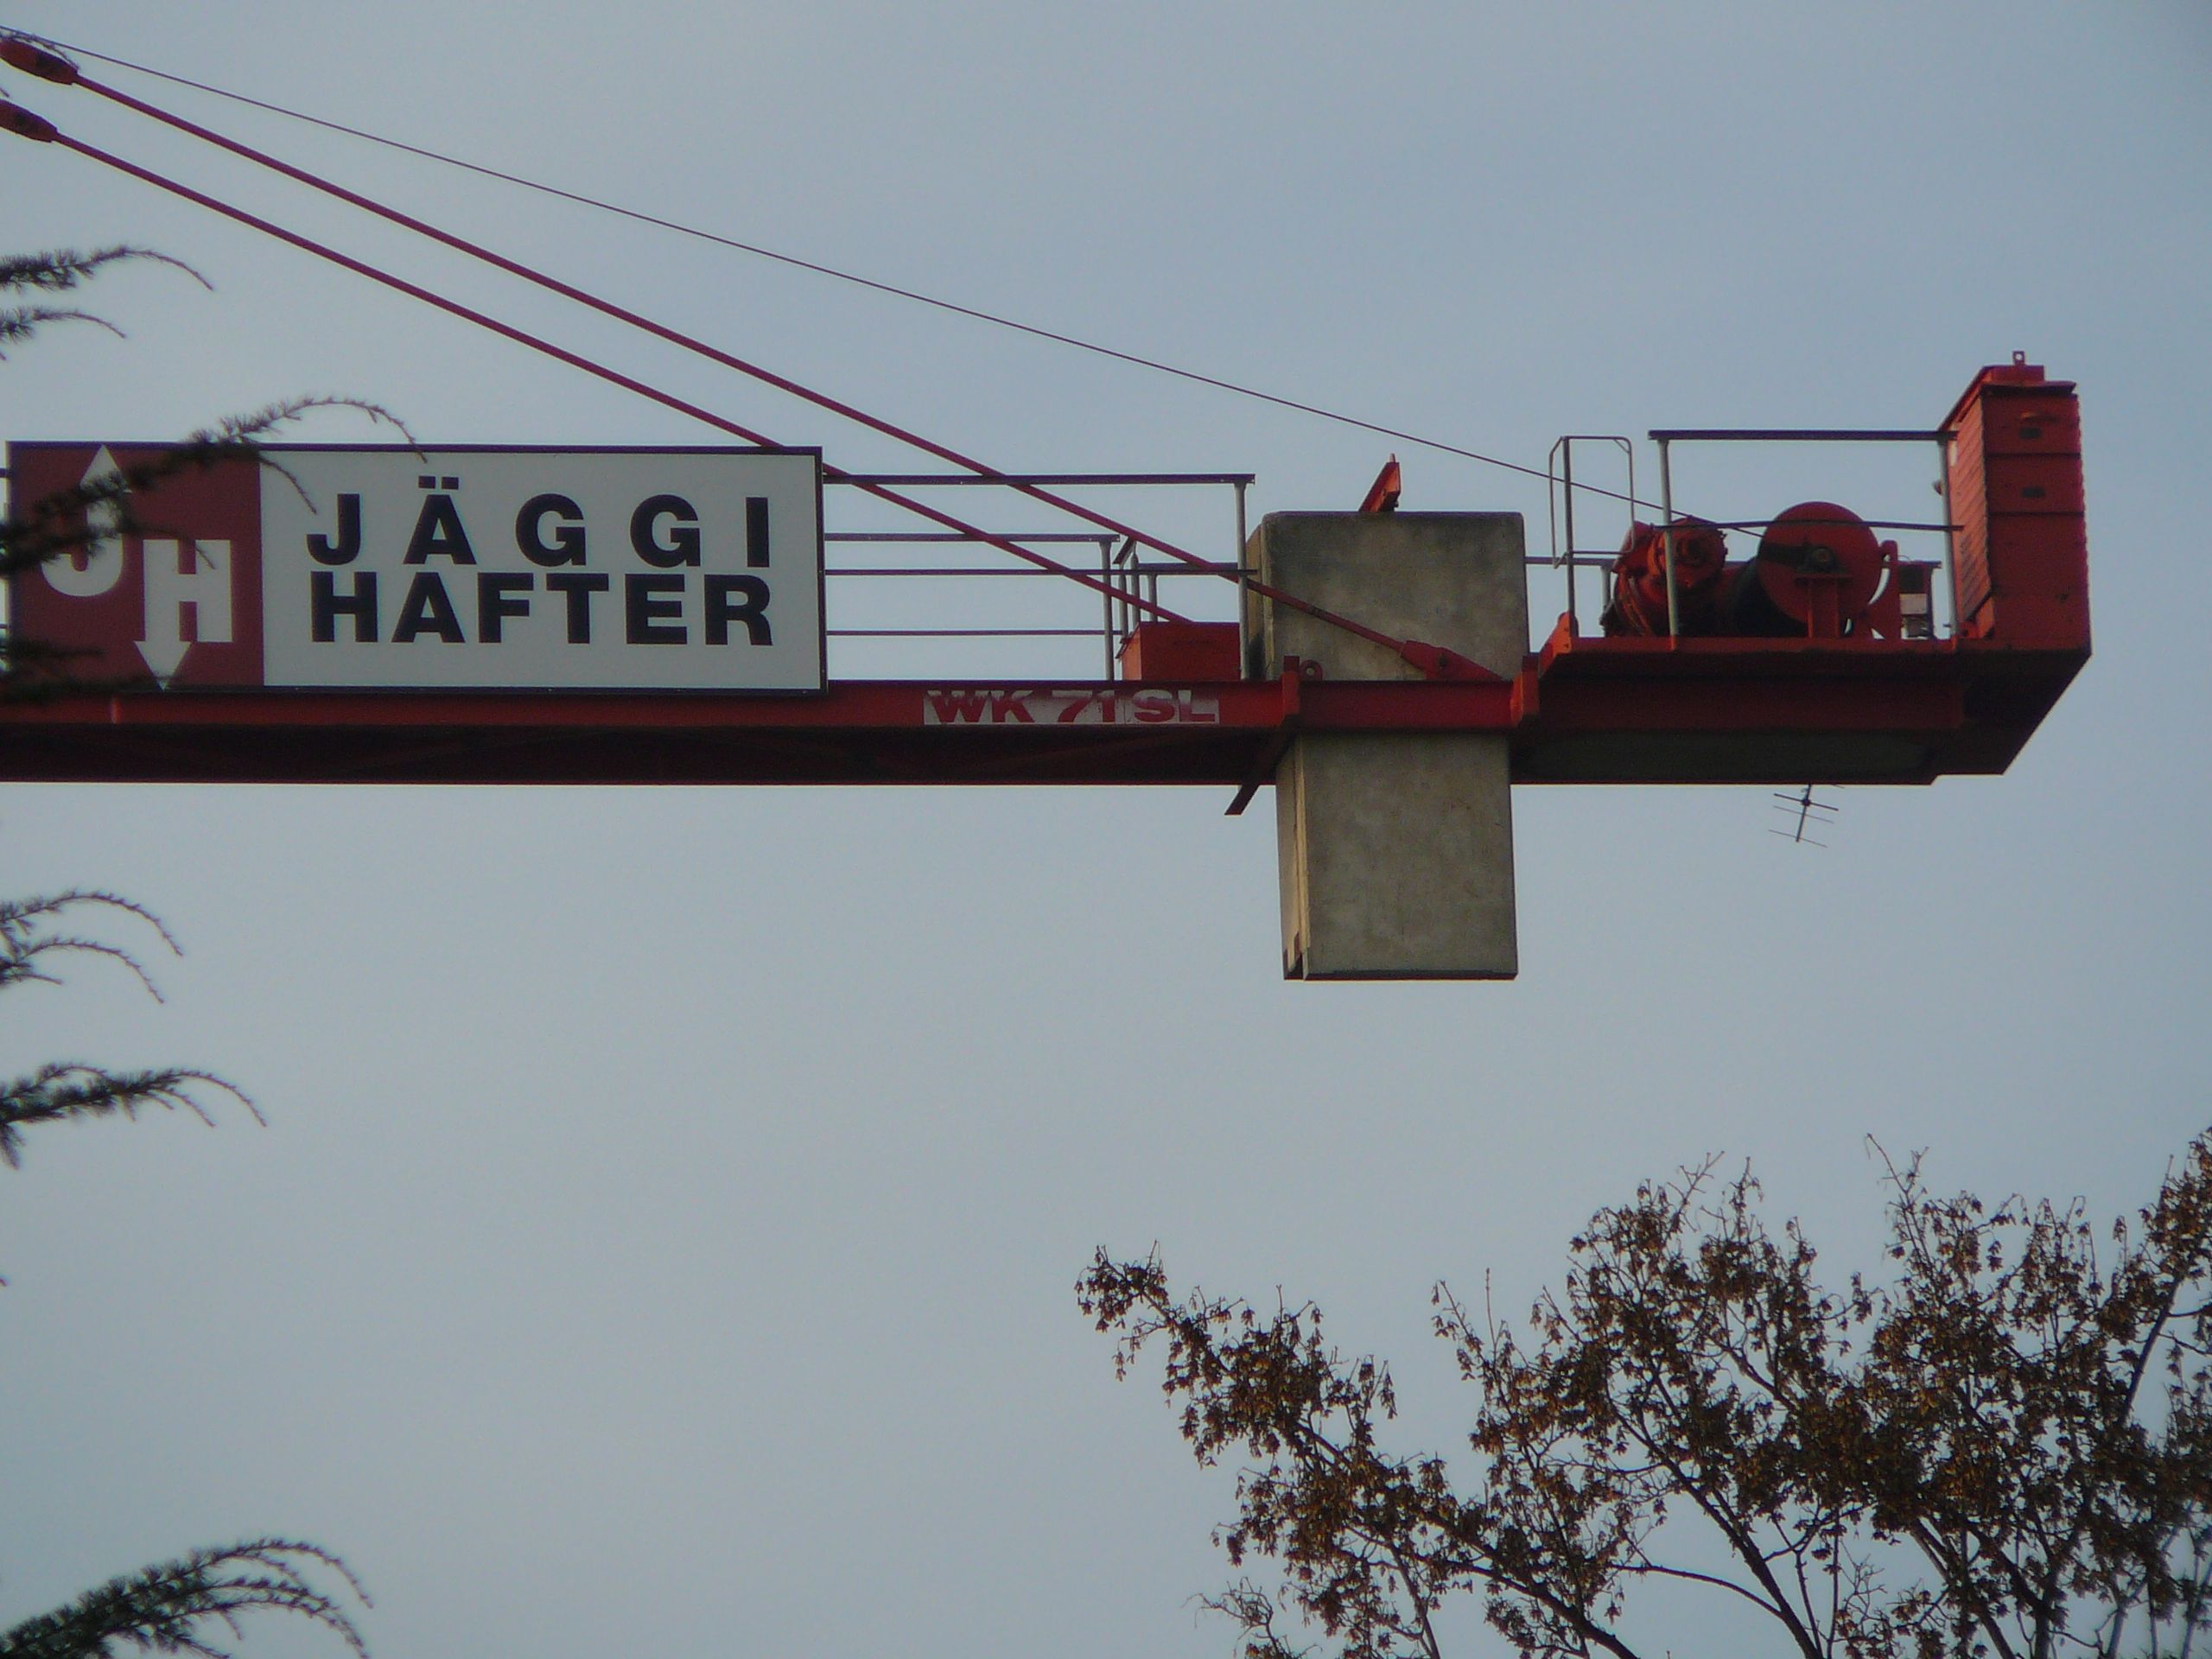 JH
JÄGGI
HAFTER
WK 71 SL